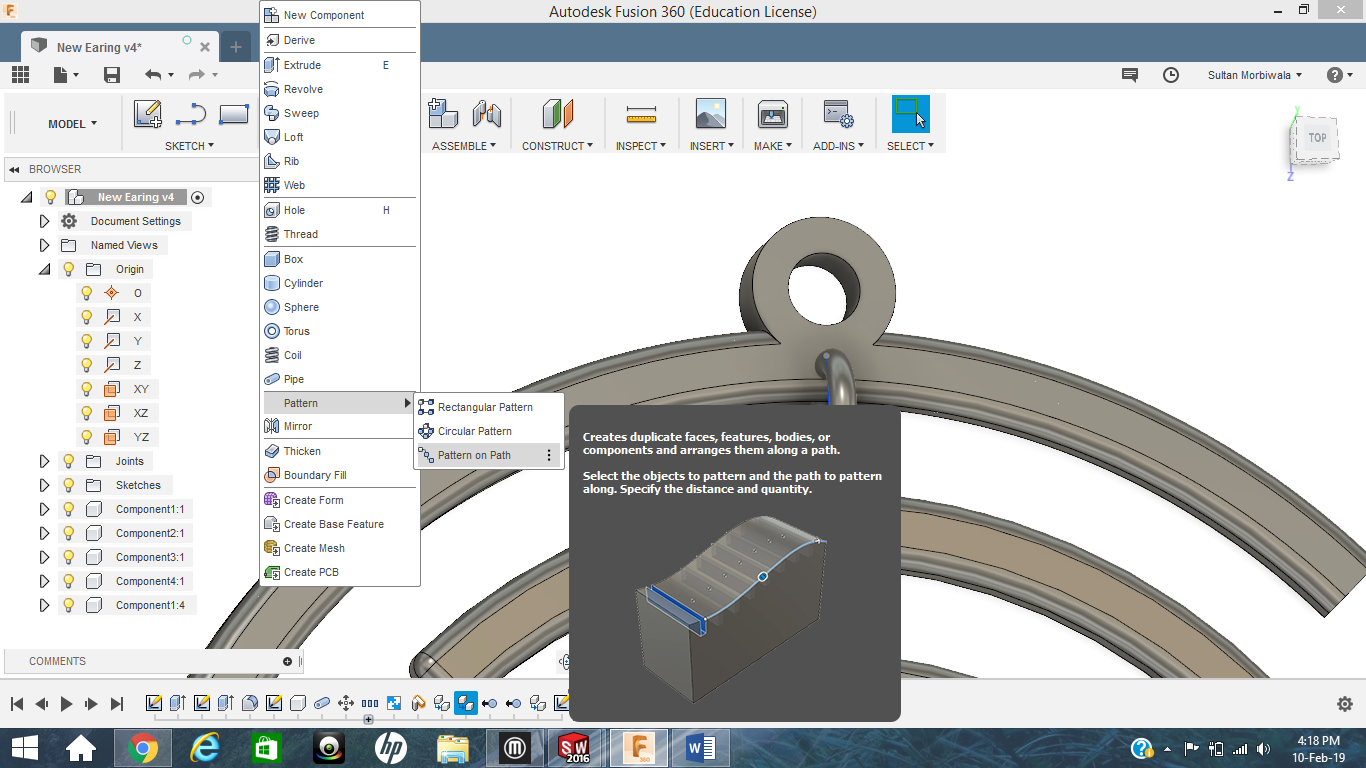 Autodesk Fusion 360 (Education License)
New Earing v4*
Sultan Morbiwala
MODEL
SKETCH
ASSEMBLE
CONSTRUCT
INSPECT
INSERT
MAKE
ADD-INS
SELECT
New Component
Derive
Extrude E
Revolve
Sweep
Loft
Rib
Web
Hole H
Thread
Box
Cylinder
Sphere
Torus
Coil
Pipe
Pattern
Mirror
Thicken
Boundary Fill
Create Form
Create Base Feature
Create Mesh
Create PCB
Rectangular Pattern
Circular Pattern
Pattern on Path
Creates duplicate faces, features, bodies, or
components and arranges them along a path.
Select the objects to pattern and the path to pattern
along. Specify the distance and quantity.
BROWSER
New Earing v4
Document Settings
Named Views
Origin
O
X
Y
Z
XY
XZ
YZ
Joints
Sketches
Component1:1
Component2:1
Component3:1
Component4:1
Component1:4
COMMENTS
Y
TOP
Z
SW
2016
F
360
W
hp
4:18 PM
10-Feb-19